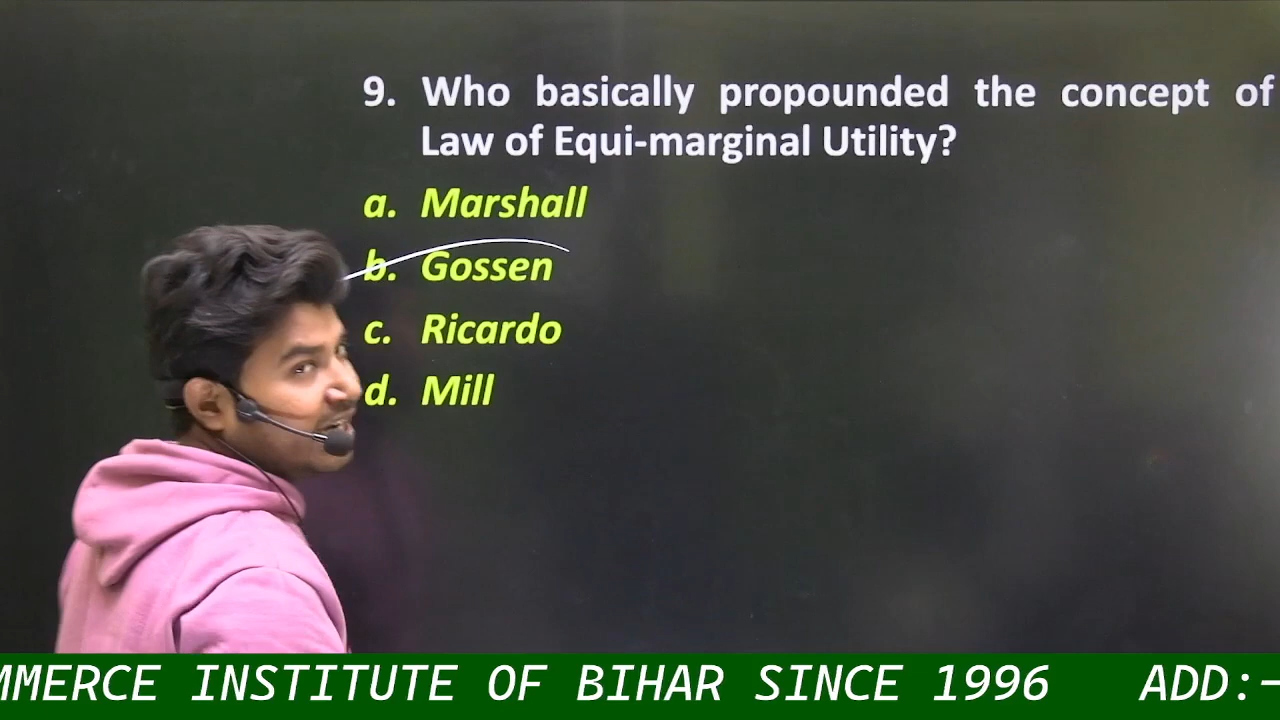 9. Who basically propounded the concept of
Law of Equi-marginal Utility?
a. Marshall
b. Gossen
c. Ricardo
d. Mill
INSTITUTE OF BIHAR SINCE 1996 ADD:-